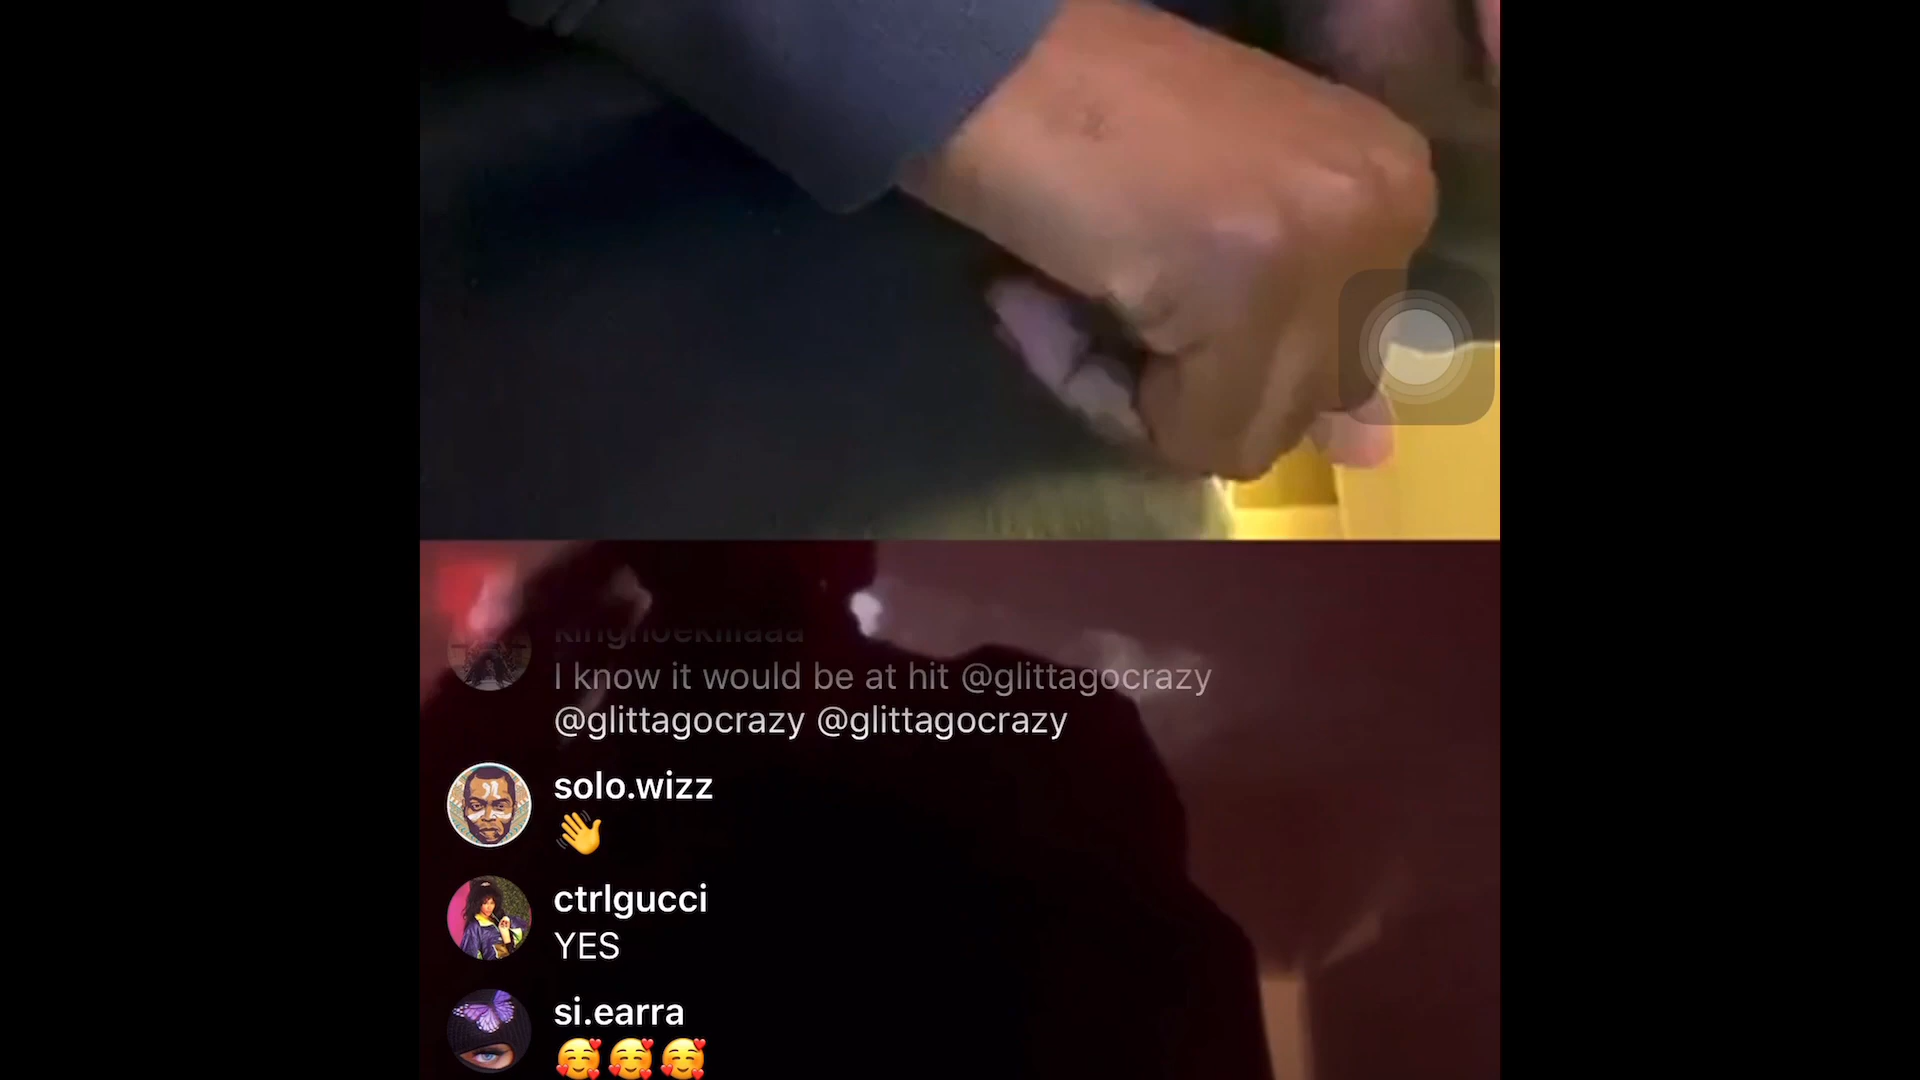 I know it would be at hit @glittagocrazy
@glittagocrazy @glittagocrazy
solo.wizz
👋
ctrlgucci
YES
si.earra
🥰🥰🥰